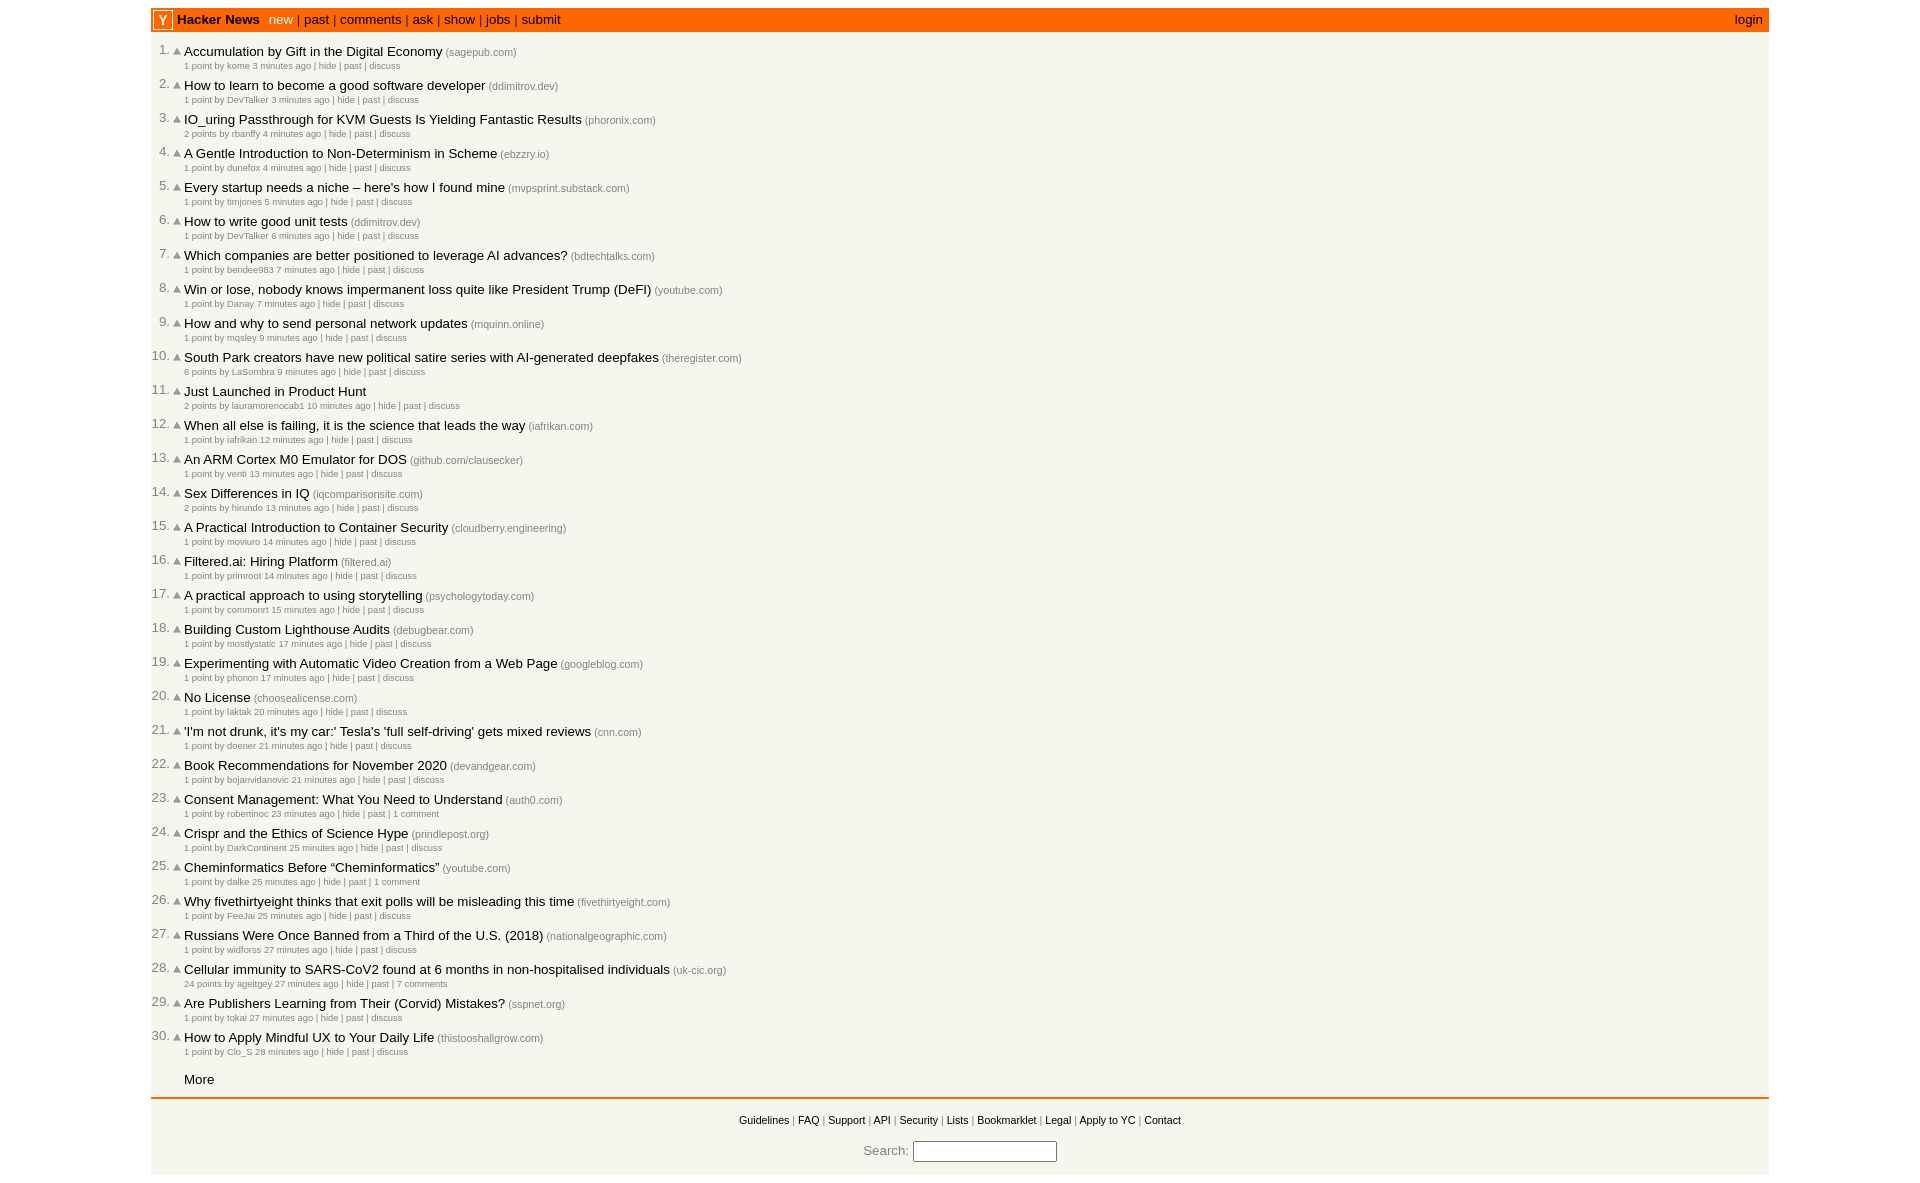 Y Hacker News new | past | comments | ask | show | jobs | submit login
1. Accumulation by Gift in the Digital Economy (sagepub.com)
1 point by kome 3 minutes ago | hide | past | discuss
2. How to learn to become a good software developer (ddimitrov.dev)
1 point by DevTalker 3 minutes ago | hide | past | discuss
3. IO_uring Passthrough for KVM Guests Is Yielding Fantastic Results (phoronix.com)
2 points by rbanffy 4 minutes ago | hide | past | discuss
4. A Gentle Introduction to Non-Determinism in Scheme (ebzzry.io)
1 point by dunefox 4 minutes ago | hide | past | discuss
5. Every startup needs a niche – here's how I found mine (mvpsprint.substack.com)
1 point by timjones 5 minutes ago | hide | past | discuss
6. How to write good unit tests (ddimitrov.dev)
1 point by DevTalker 6 minutes ago | hide | past | discuss
7. Which companies are better positioned to leverage AI advances? (bdtechtalks.com)
1 point by bendee983 7 minutes ago | hide | past | discuss
8. Win or lose, nobody knows impermanent loss quite like President Trump (DeFI) (youtube.com)
1 point by Danay 7 minutes ago | hide | past | discuss
9. How and why to send personal network updates (mquinn.online)
1 point by mqsley 9 minutes ago | hide | past | discuss
10. South Park creators have new political satire series with AI-generated deepfakes (theregister.com)
6 points by LaSombra 9 minutes ago | hide | past | discuss
11. Just Launched in Product Hunt
2 points by lauramorenocab1 10 minutes ago | hide | past | discuss
12. When all else is failing, it is the science that leads the way (iafrikan.com)
1 point by iafrikan 12 minutes ago | hide | past | discuss
13. An ARM Cortex M0 Emulator for DOS (github.com/clausecker)
1 point by venti 13 minutes ago | hide | past | discuss
14. Sex Differences in IQ (iqcomparisonsite.com)
2 points by hirundo 13 minutes ago | hide | past | discuss
15. A Practical Introduction to Container Security (cloudberry.engineering)
1 point by moviuro 14 minutes ago | hide | past | discuss
16. Filtered.ai: Hiring Platform (filtered.ai)
1 point by primroot 14 minutes ago | hide | past | discuss
17. A practical approach to using storytelling (psychologytoday.com)
1 point by commonrt 15 minutes ago | hide | past | discuss
18. Building Custom Lighthouse Audits (debugbear.com)
1 point by mostlystatic 17 minutes ago | hide | past | discuss
19. Experimenting with Automatic Video Creation from a Web Page (googleblog.com)
1 point by phonon 17 minutes ago | hide | past | discuss
20. No License (choosealicense.com)
1 point by laktak 20 minutes ago | hide | past | discuss
21. 'I'm not drunk, it's my car:' Tesla's 'full self-driving' gets mixed reviews (cnn.com)
1 point by doener 21 minutes ago | hide | past | discuss
22. Book Recommendations for November 2020 (devandgear.com)
1 point by bojanvidanovic 21 minutes ago | hide | past | discuss
23. Consent Management: What You Need to Understand (auth0.com)
1 point by robertinoc 23 minutes ago | hide | past | 1 comment
24. Crispr and the Ethics of Science Hype (prindlepost.org)
1 point by DarkContinent 25 minutes ago | hide | past | discuss
25. Cheminformatics Before “Cheminformatics” (youtube.com)
1 point by dalke 25 minutes ago | hide | past | 1 comment
26. Why fivethirtyeight thinks that exit polls will be misleading this time (fivethirtyeight.com)
1 point by FeeJai 25 minutes ago | hide | past | discuss
27. Russians Were Once Banned from a Third of the U.S. (2018) (nationalgeographic.com)
1 point by widforss 27 minutes ago | hide | past | discuss
28. Cellular immunity to SARS-CoV2 found at 6 months in non-hospitalised individuals (uk-cic.org)
24 points by ageitgey 27 minutes ago | hide | past | 7 comments
29. Are Publishers Learning from Their (Corvid) Mistakes? (sspnet.org)
1 point by tokai 27 minutes ago | hide | past | discuss
30. How to Apply Mindful UX to Your Daily Life (thistooshallgrow.com)
1 point by Clo_S 28 minutes ago | hide | past | discuss
More
Guidelines | FAQ | Support | API | Security | Lists | Bookmarklet | Legal | Apply to YC | Contact
Search: